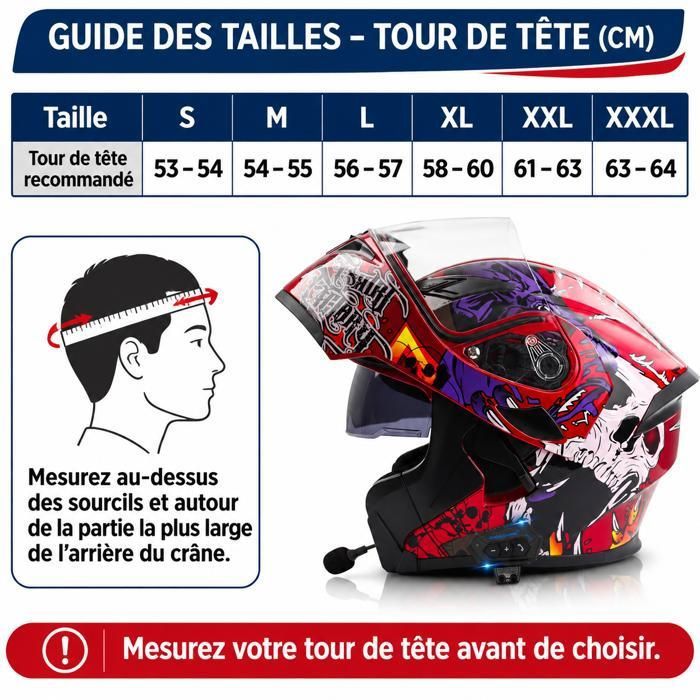 GUIDE DES TAILLES – TOUR DE TÊTE (CM)
Taille S M L XL XXL XXXL
Tour de tête recommandé 53 – 54 54 – 55 56 – 57 58 – 60 61 – 63 63 – 64
Mesurez au-dessus
des sourcils et autour
de la partie la plus large
de l'arrière du crâne.
! Mesurez votre tour de tête avant de choisir.